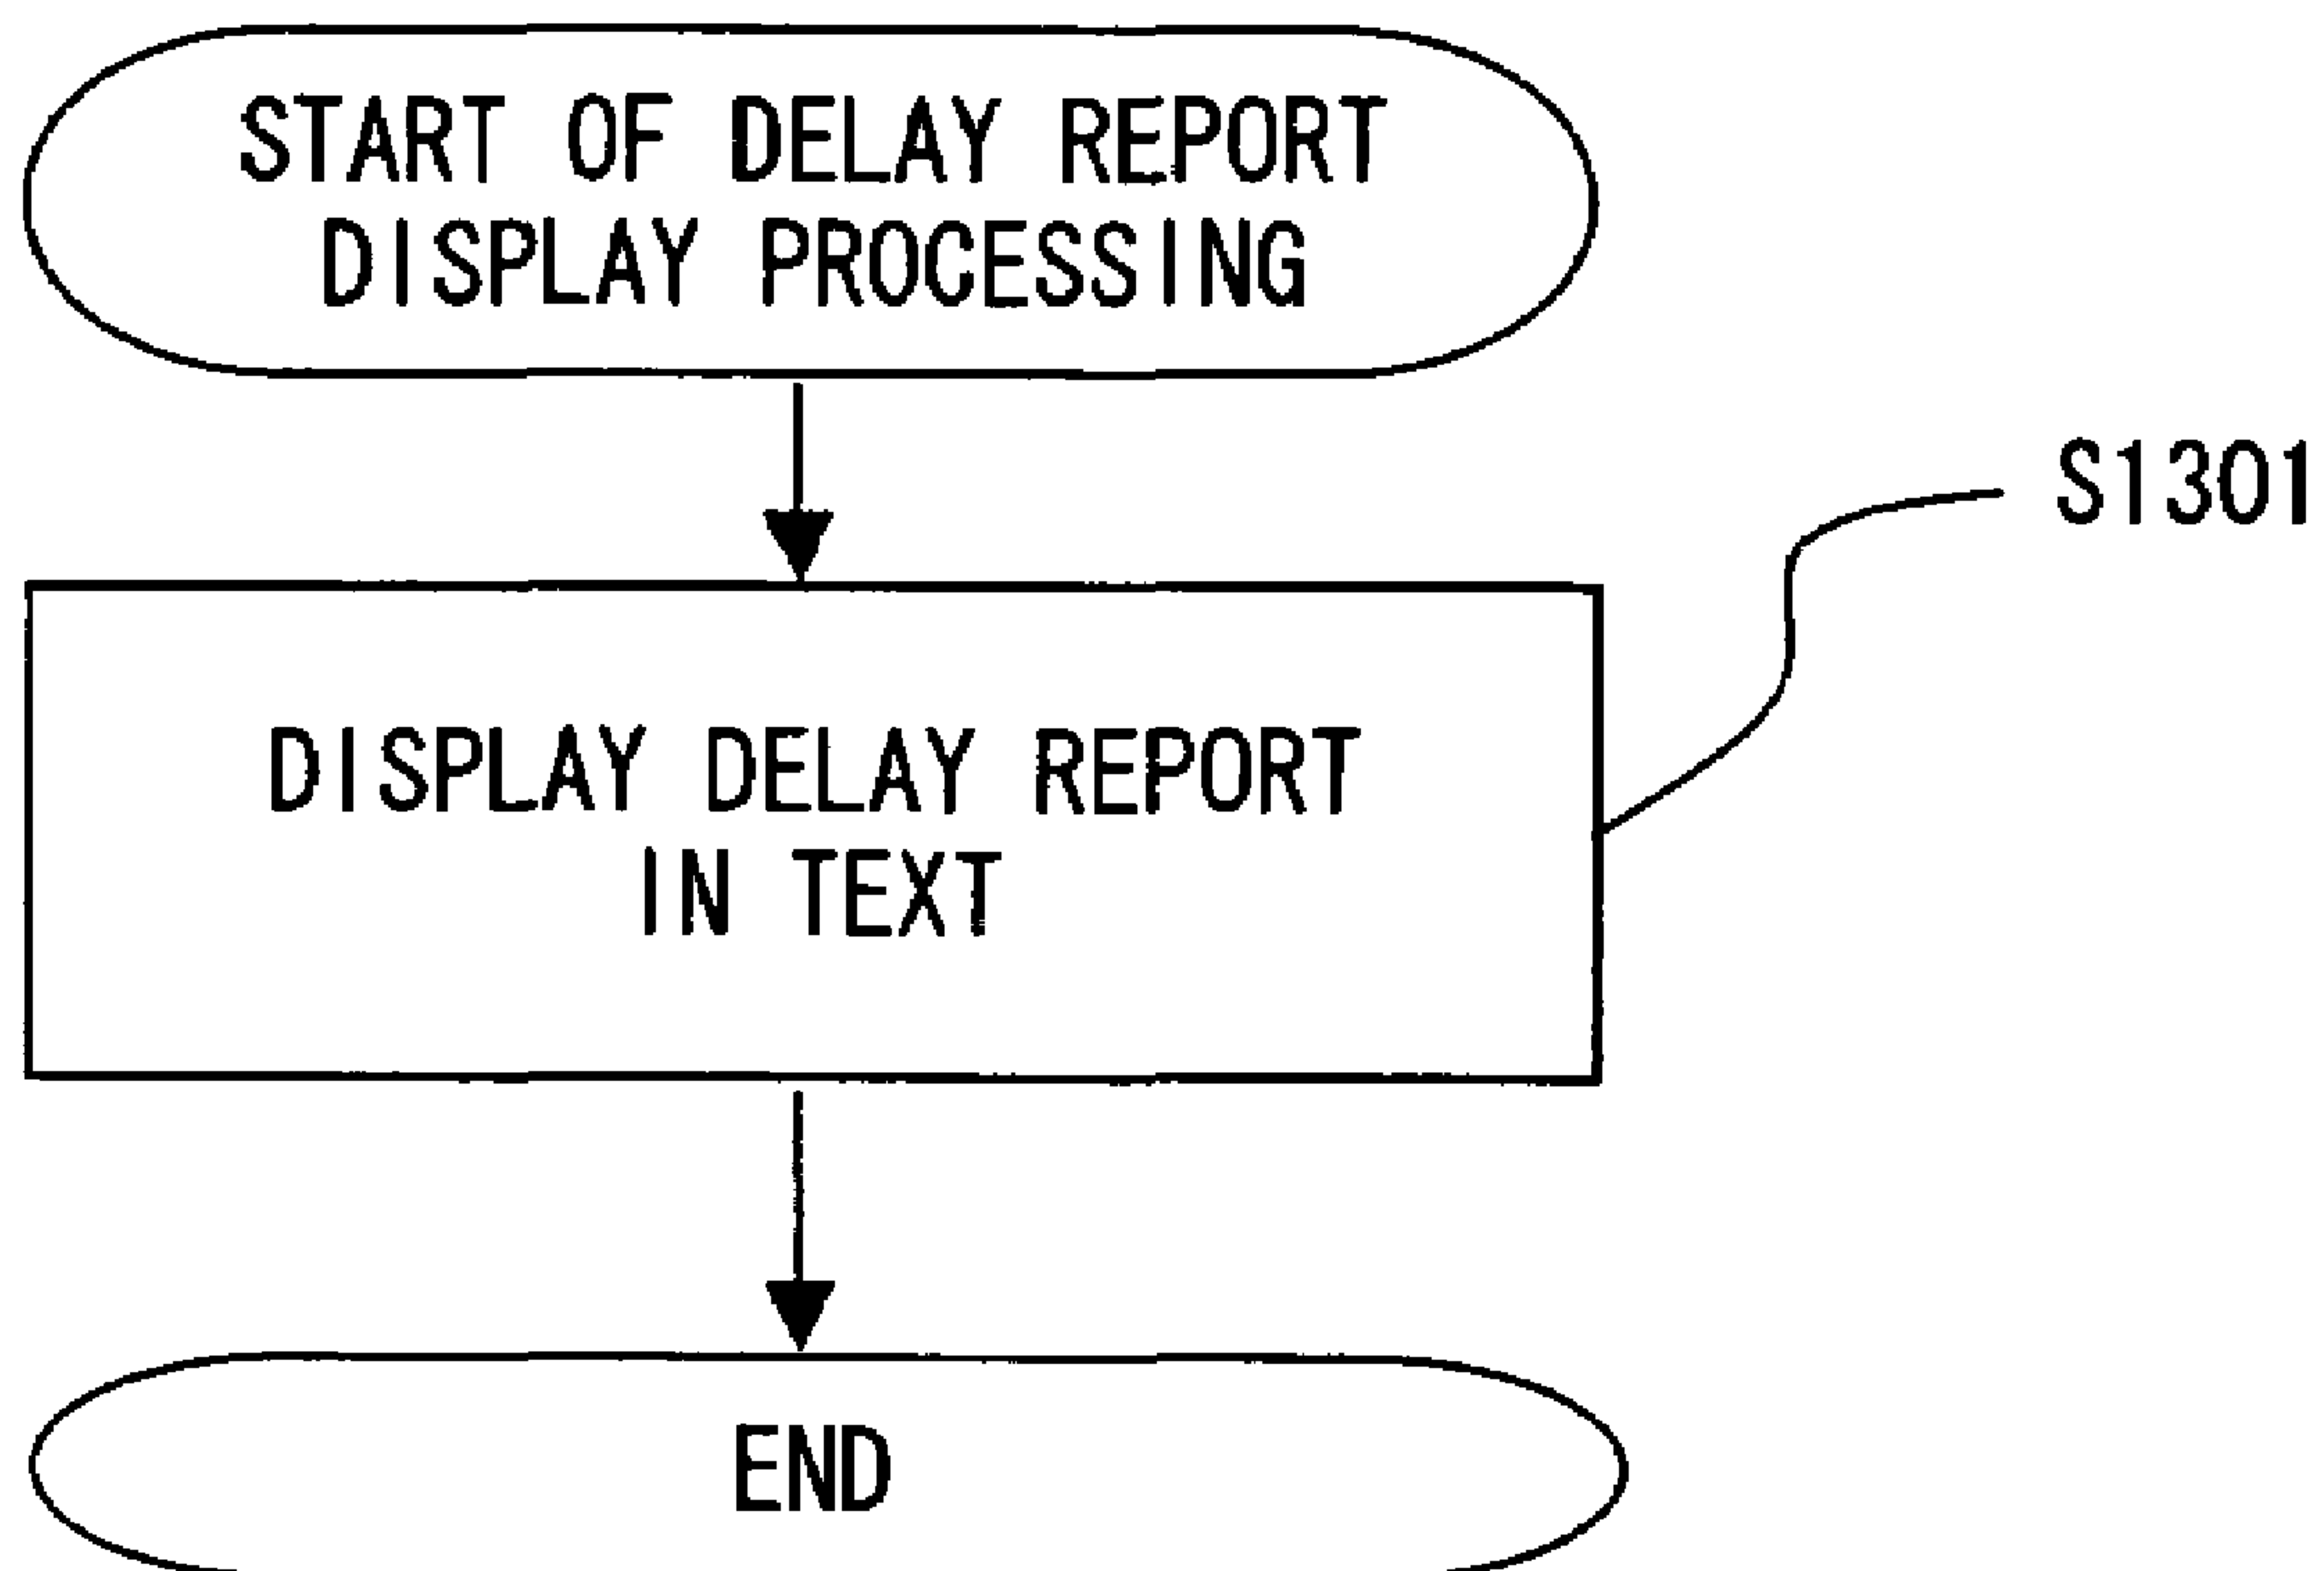 START OF DELAY REPORT
DISPLAY PROCESSING
S1301
DISPLAY DELAY REPORT
IN TEXT
END